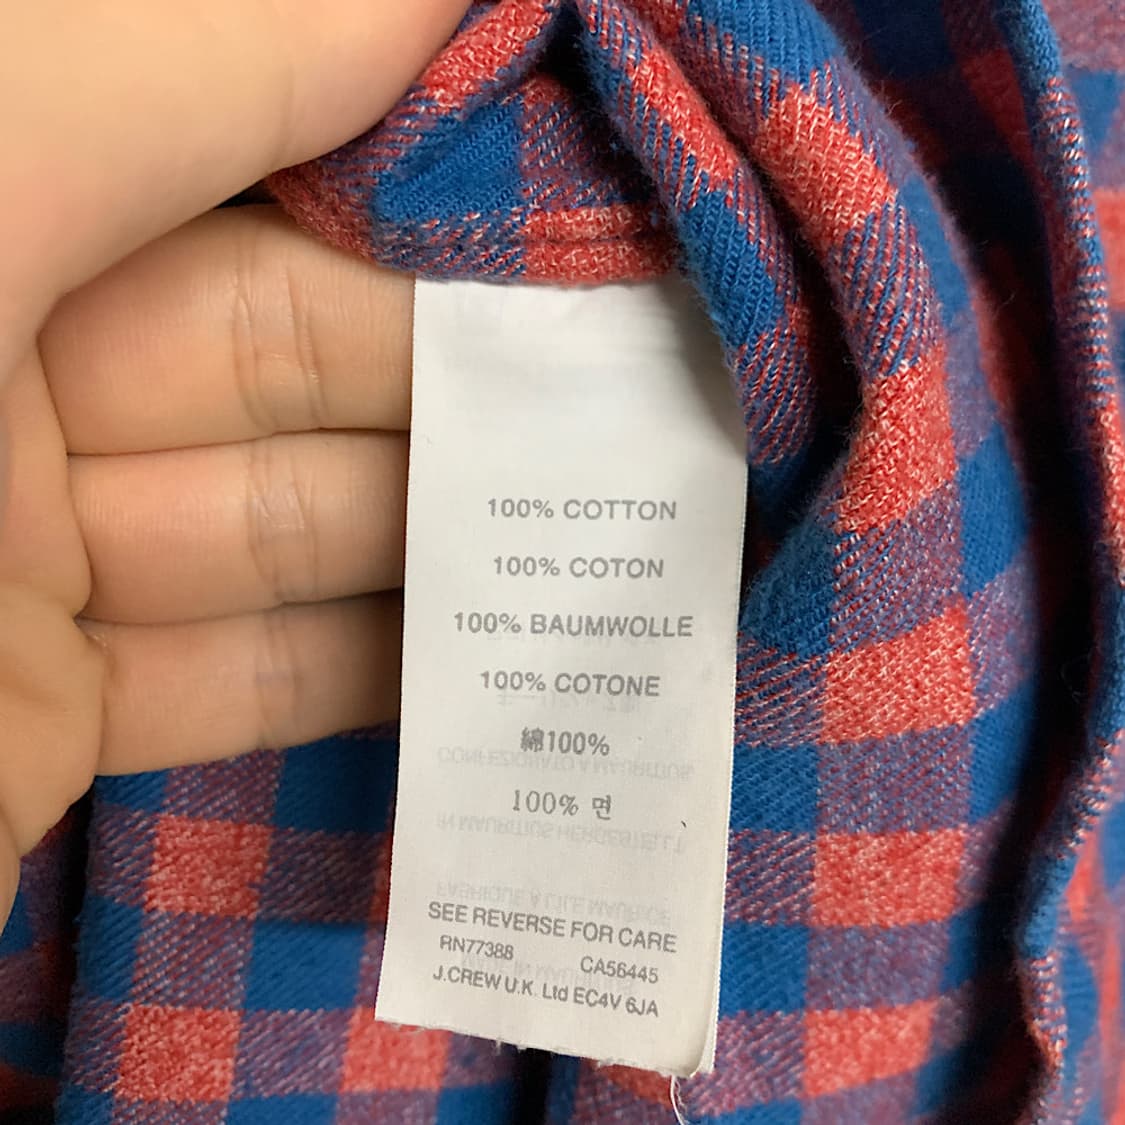 100% COTTON
100% COTON
100% BAUMWOLLE
100% COTONE
綿100%
100% 면
SEE REVERSE FOR CARE
RN77388 CA56445
J.CREW U.K. Ltd EC4V 6JA